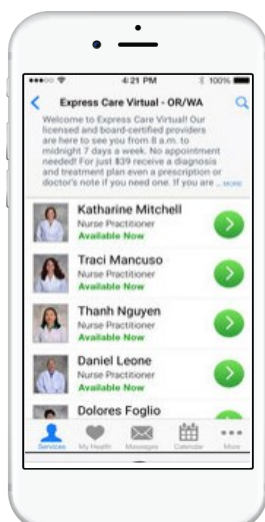 4:21 PM 100%
Express Care Virtual - OR/WA
Welcome to Express Care Virtual! Our
licensed and board-certified providers
are here to see you from 8 a.m. to
midnight 7 days a week. No appointment
needed! For just $39 receive a diagnosis
and treatment plan even a prescription or
doctor's note if you need one. If you are ... MORE
Katharine Mitchell
Nurse Practitioner
Available Now
Traci Mancuso
Nurse Practitioner
Available Now
Thanh Nguyen
Nurse Practitioner
Available Now
Daniel Leone
Nurse Practitioner
Available Now
Dolores Foglio
Services My Health Messages Calendar More